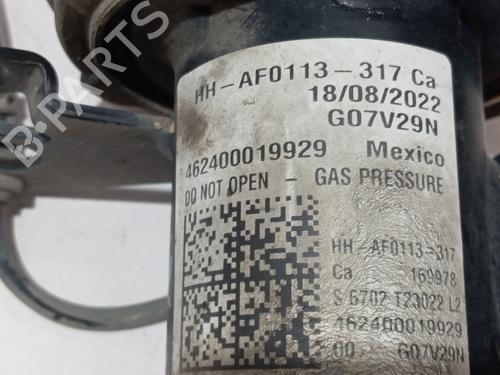 HH-AF0113-317 Ca
18/08/2022
G07V29N
462400019929 Mexico
DO NOT OPEN - GAS PRESSURE
HH-AF0113-317
Ca 169978
S 6702 T23022 L2
462400019929
00 G07V29N